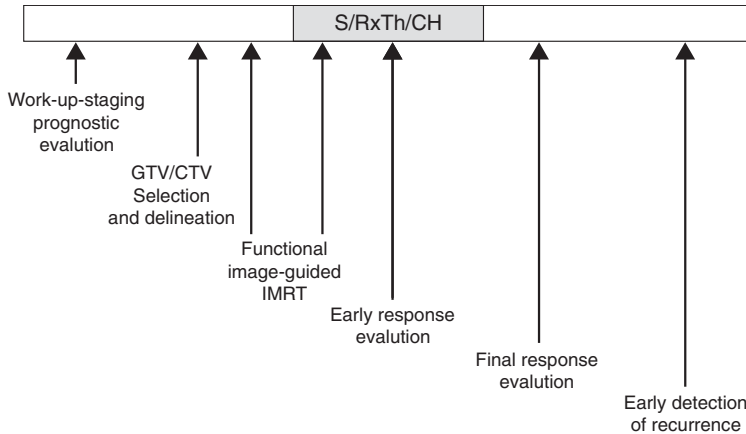 S/RxTh/CH
Work-up-staging
prognostic
evalution
GTV/CTV
Selection
and delineation
Functional
image-guided
IMRT
Early response
evalution
Final response
evalution
Early detection
of recurrence